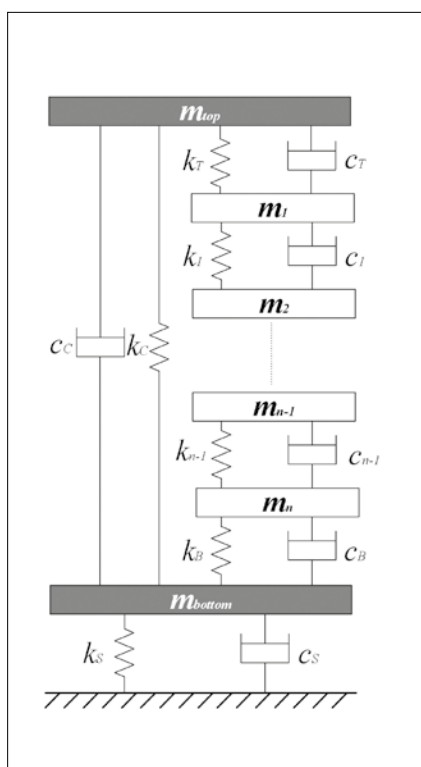 m_top
k_T c_T
m_1
k_1 c_1
m_2
c_C k_C
m_n-1
k_n-1 c_n-1
m_n
k_B c_B
m_bottom
k_S c_S